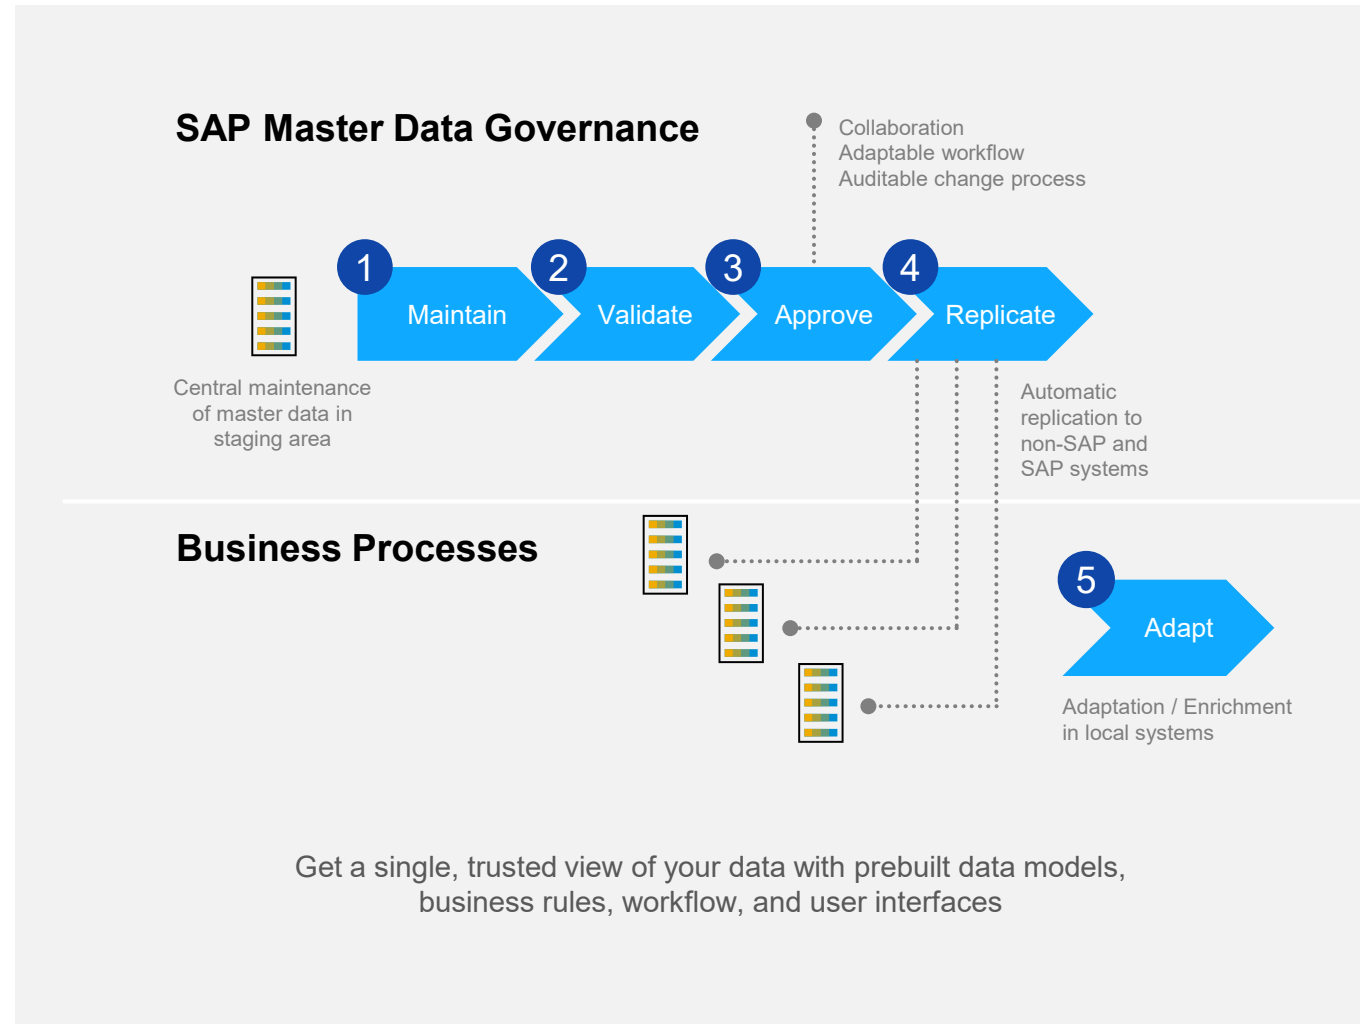 SAP Master Data Governance
Collaboration
Adaptable workflow
Auditable change process
1
Maintain
2
Validate
3
Approve
4
Replicate
Central maintenance
of master data in
staging area
Automatic
replication to
non-SAP and
SAP systems
Business Processes
5
Adapt
Adaptation / Enrichment
in local systems
Get a single, trusted view of your data with prebuilt data models,
business rules, workflow, and user interfaces